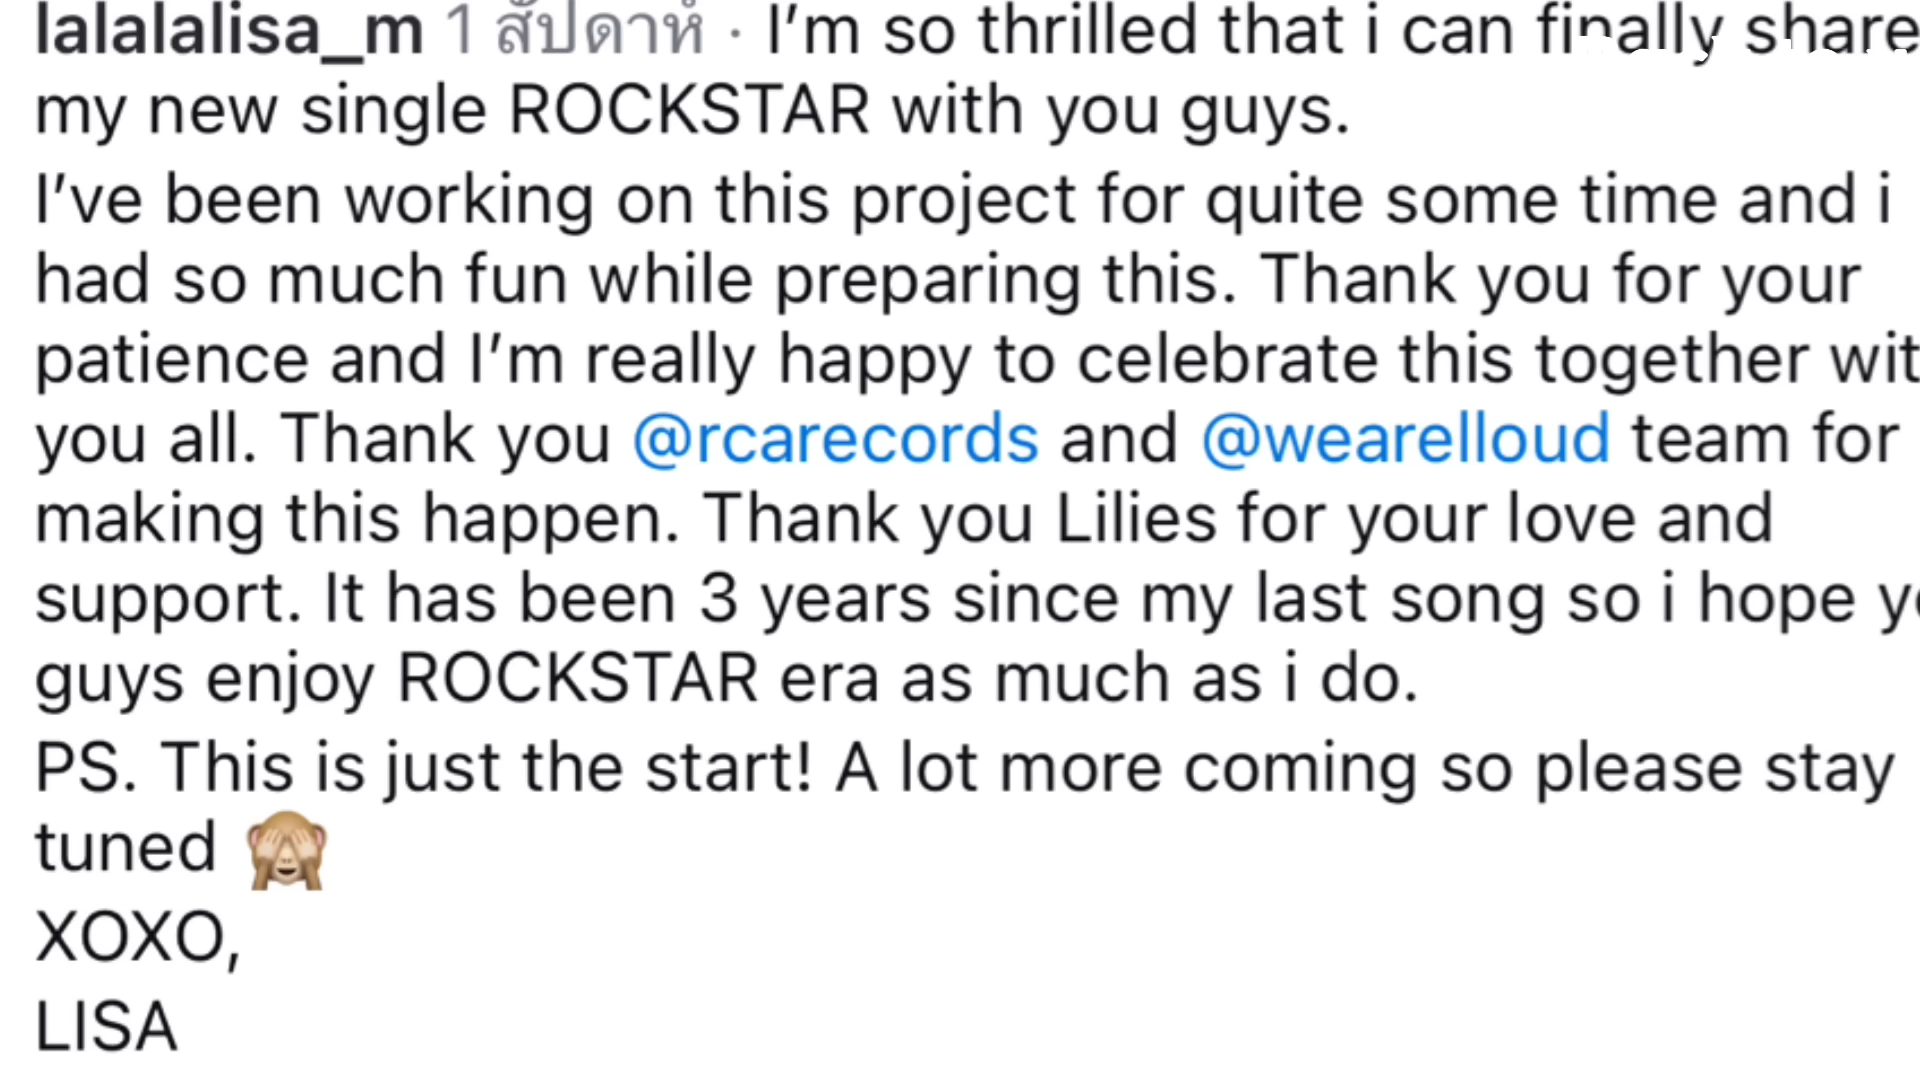 lalalalisa_m 1 สัปดาห์ · I’m so thrilled that i can finally share
my new single ROCKSTAR with you guys.
I’ve been working on this project for quite some time and i
had so much fun while preparing this. Thank you for your
patience and I’m really happy to celebrate this together wit
you all. Thank you @rcarecords and @wearelloud team for
making this happen. Thank you Lilies for your love and
support. It has been 3 years since my last song so i hope
guys enjoy ROCKSTAR era as much as i do.
PS. This is just the start! A lot more coming so please stay
tuned 🙈
XOXO,
LISA